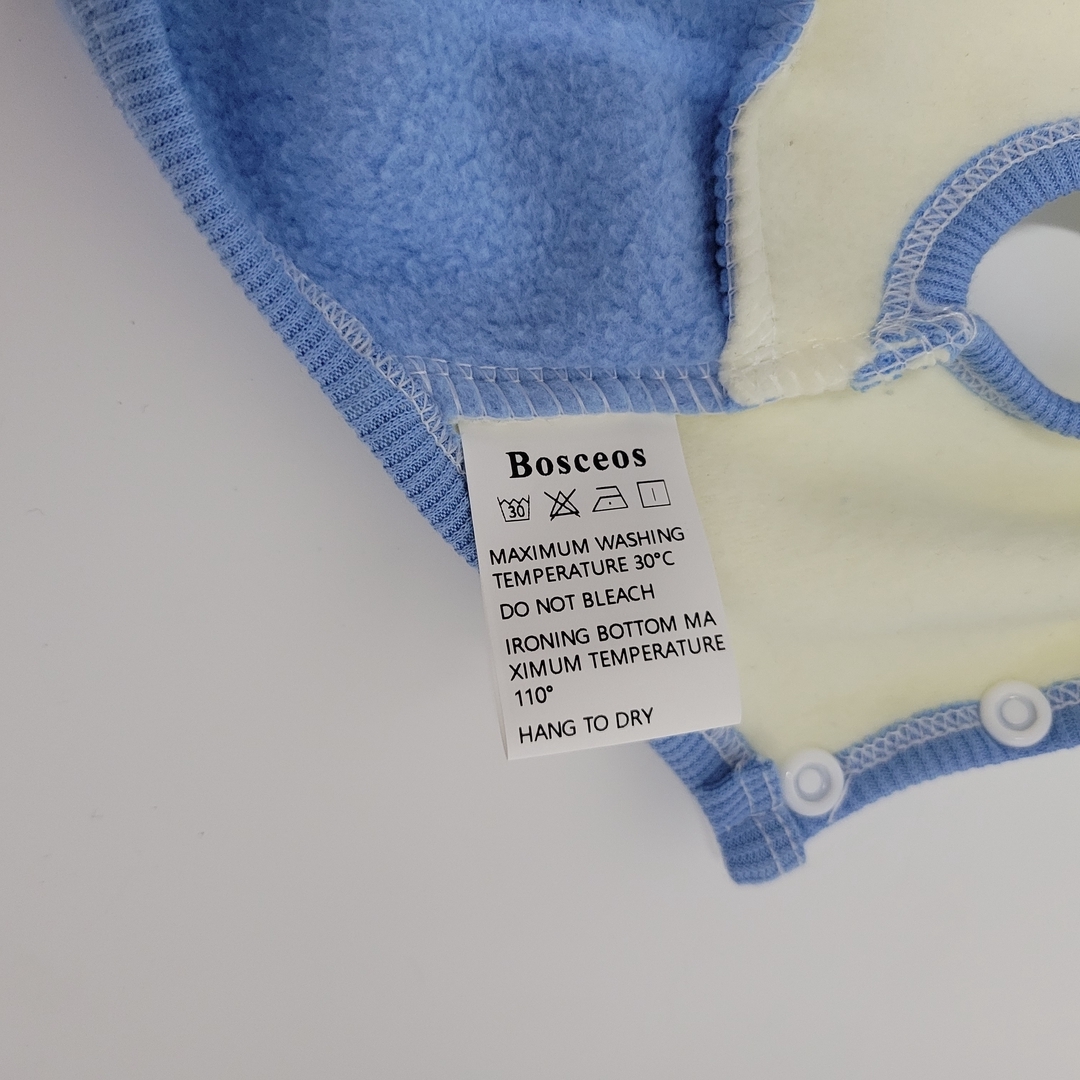 Bosceos
30
MAXIMUM WASHING
TEMPERATURE 30°C
DO NOT BLEACH
IRONING BOTTOM MA
XIMUM TEMPERATURE
110°
HANG TO DRY